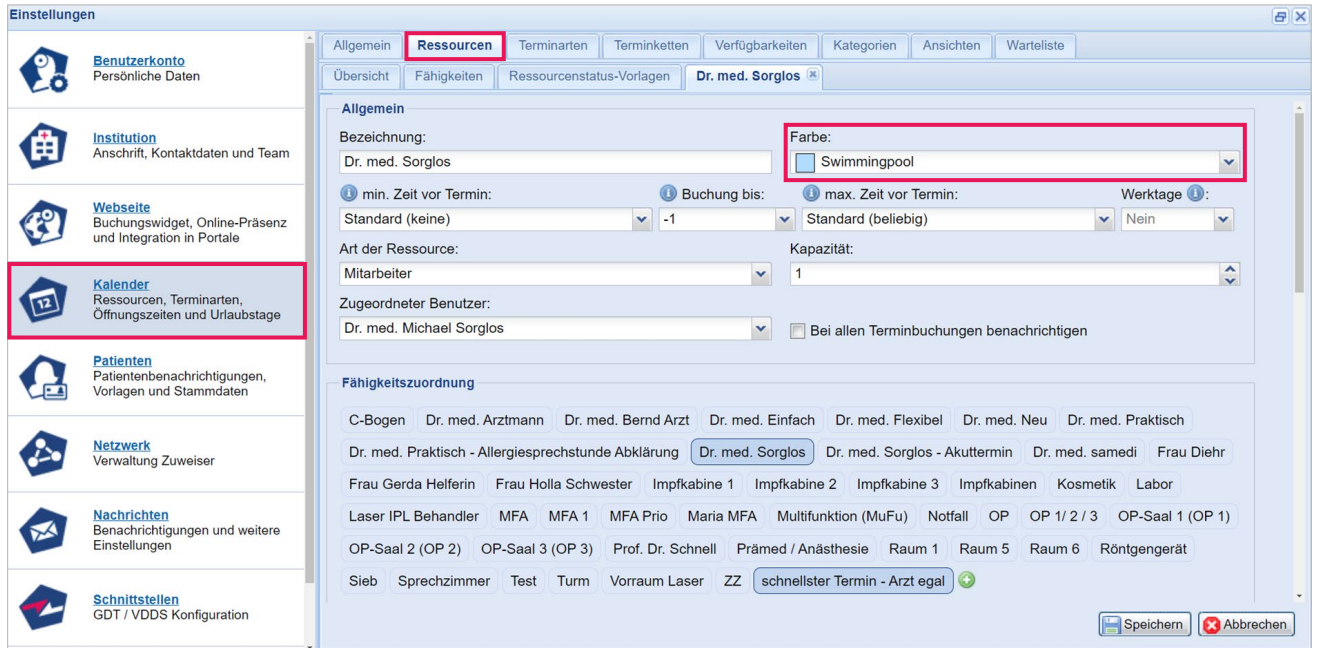 Einstellungen
Benutzerkonto
Persönliche Daten
Institution
Anschrift, Kontaktdaten und Team
Webseite
Buchungswidget, Online-Präsenz
und Integration in Portale
Kalender
12
Ressourcen, Terminarten,
Öffnungszeiten und Urlaubstage
Patienten
Patientenbenachrichtigungen,
Vorlagen und Stammdaten
Netzwerk
Verwaltung Zuweiser
Nachrichten
Benachrichtigungen und weitere
Einstellungen
Schnittstellen
GDT / VDDS Konfiguration
Allgemein Ressourcen Terminarten Terminketten Verfügbarkeiten Kategorien Ansichten Warteliste
Übersicht Fähigkeiten Ressourcenstatus-Vorlagen Dr. med. Sorglos
Allgemein
Bezeichnung: Farbe:
Dr. med. Sorglos Swimmingpool
min. Zeit vor Termin: Buchung bis: max. Zeit vor Termin: Werktage :
Standard (keine) -1 Standard (beliebig) Nein
Art der Ressource: Kapazität:
Mitarbeiter 1
Zugeordneter Benutzer:
Dr. med. Michael Sorglos Bei allen Terminbuchungen benachrichtigen
Fähigkeitszuordnung
C-Bogen Dr. med. Arztmann Dr. med. Bernd Arzt Dr. med. Einfach Dr. med. Flexibel Dr. med. Neu Dr. med. Praktisch
Dr. med. Praktisch - Allergiesprechstunde Abklärung Dr. med. Sorglos Dr. med. Sorglos - Akuttermin Dr. med. samedi Frau Diehr
Frau Gerda Helferin Frau Holla Schwester Impfkabine 1 Impfkabine 2 Impfkabine 3 Impfkabinen Kosmetik Labor
Laser IPL Behandler MFA MFA 1 MFA Prio Maria MFA Multifunktion (MuFu) Notfall OP OP 1/ 2 / 3 OP-Saal 1 (OP 1)
OP-Saal 2 (OP 2) OP-Saal 3 (OP 3) Prof. Dr. Schnell Prämed / Anästhesie Raum 1 Raum 5 Raum 6 Röntgengerät
Sieb Sprechzimmer Test Turm Vorraum Laser ZZ schnellster Termin - Arzt egal
Speichern Abbrechen